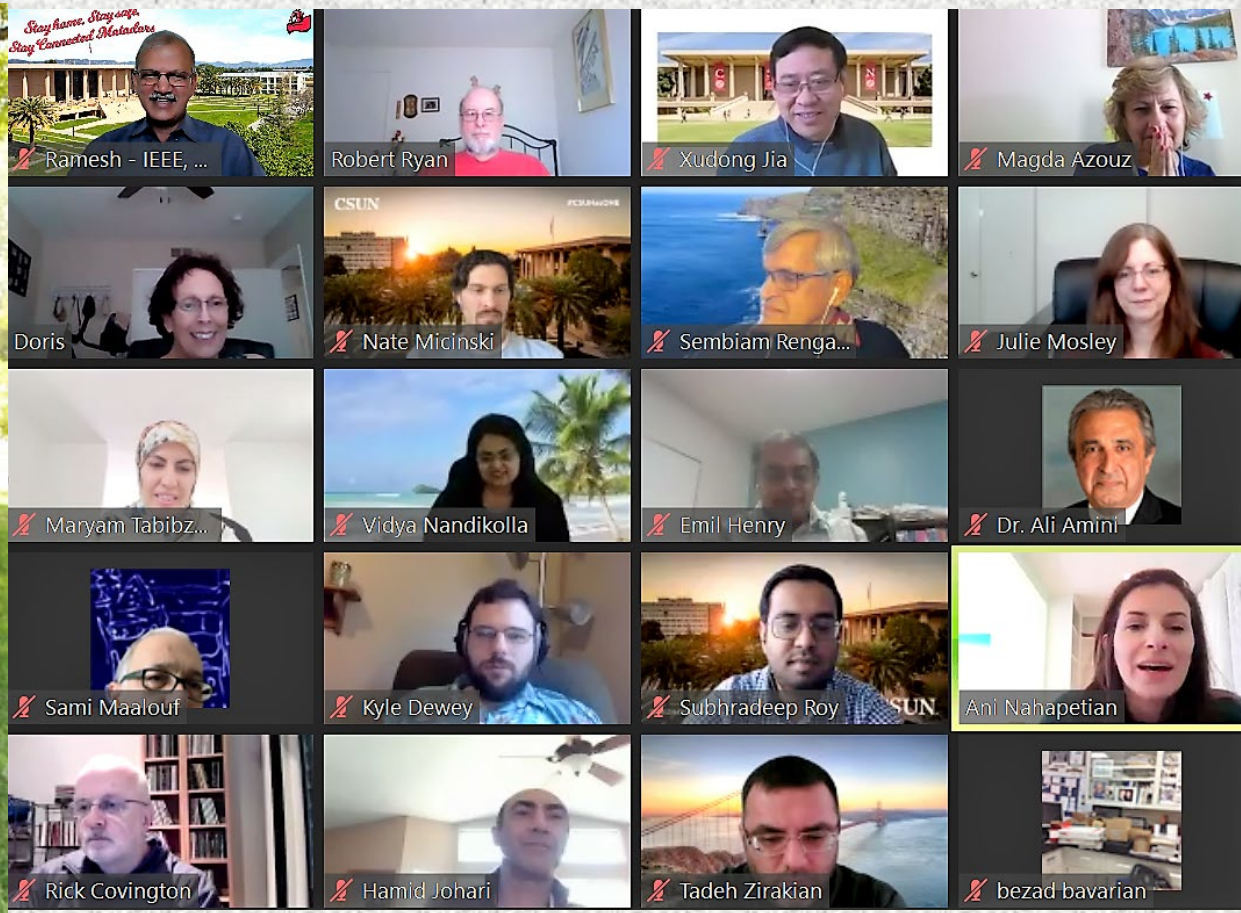 Stay home, Stay safe,
Stay Connected Matadors
Ramesh - IEEE, ...
Robert Ryan
C
N
Xudong Jia
Magda Azouz
Doris
CSUN
#CSUNasONE
Nate Micinski
Sembiam Renga...
Julie Mosley
Maryam Tabibz...
Vidya Nandikolla
Emil Henry
Dr. Ali Amini
Sami Maalouf
Kyle Dewey
Subhradeep Roy
SUN
Ani Nahapetian
Rick Covington
Hamid Johari
Tadeh Zirakian
bezad bavarian